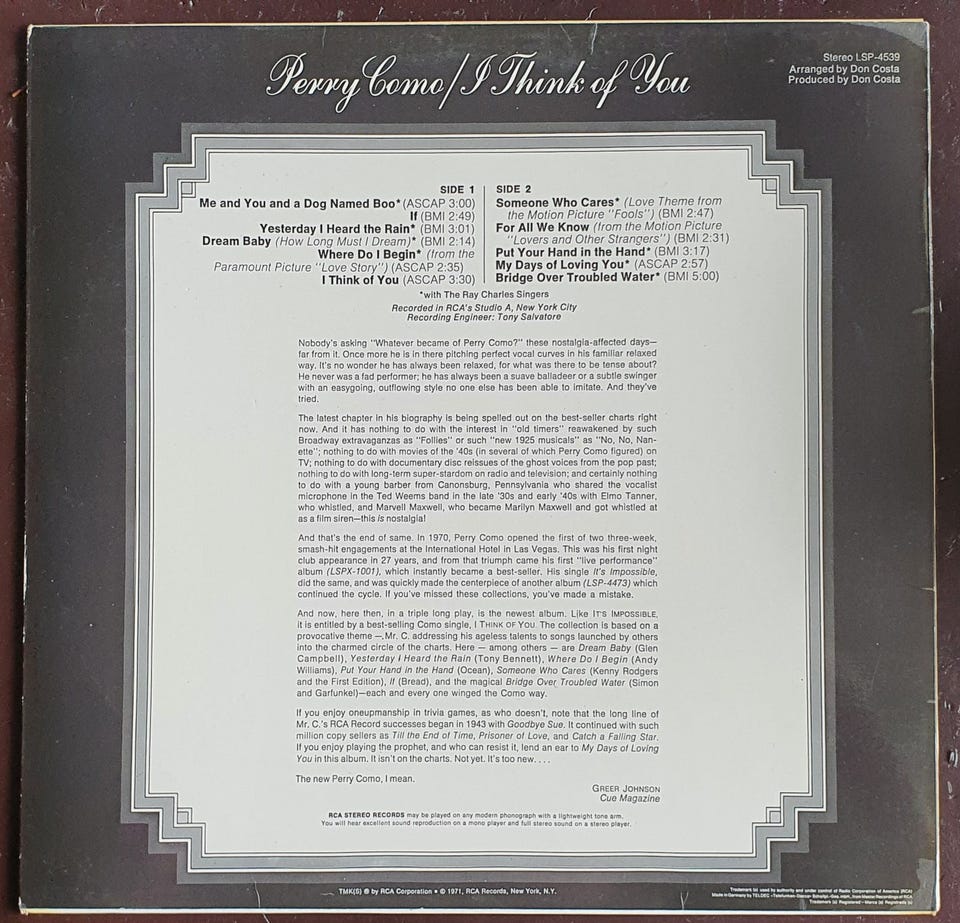 Perry Como/I Think of You
Stereo LSP-4539
Arranged by Don Costa
Produced by Don Costa
SIDE 1
Me and You and a Dog Named Boo* (ASCAP 3:00)
If (BMI 2:49)
Yesterday I Heard the Rain* (BMI 3:01)
Dream Baby (How Long Must I Dream)* (BMI 2:14)
Where Do I Begin* (from the
Paramount Picture "Love Story") (ASCAP 2:35)
I Think of You (ASCAP 3:30)
SIDE 2
Someone Who Cares* (Love Theme from
the Motion Picture "Fools") (BMI 2:47)
For All We Know (from the Motion Picture
"Lovers and Other Strangers") (BMI 2:31)
Put Your Hand in the Hand* (BMI 3:17)
My Days of Loving You* (ASCAP 2:57)
Bridge Over Troubled Water* (BMI 5:00)
*with The Ray Charles Singers
Recorded in RCA's Studio A, New York City
Recording Engineer: Tony Salvatore
Nobody's asking "Whatever became of Perry Como?" these nostalgia-affected days—
far from it. Once more he is in there pitching perfect vocal curves in his familiar relaxed
way. It's no wonder he has always been relaxed, for what was there to be tense about?
He never was a fad performer; he has always been a suave balladeer or a subtle swinger
with an easygoing, outflowing style no one else has been able to imitate. And they've
tried.
The latest chapter in his biography is being spelled out on the best-seller charts right
now. And it has nothing to do with the interest in "old timers" reawakened by such
Broadway extravaganzas as "Follies" or such "new 1925 musicals" as "No, No, Nan-
ette"; nothing to do with movies of the '40s (in several of which Perry Como figured) on
TV; nothing to do with documentary disc reissues of the ghost voices from the pop past;
nothing to do with long-term super-stardom on radio and television; and certainly nothing
to do with a young barber from Canonsburg, Pennsylvania who shared the vocalist
microphone in the Ted Weems band in the late '30s and early '40s with Elmo Tanner,
who whistled, and Marvell Maxwell, who became Marilyn Maxwell and got whistled at
as a film siren—this is nostalgia!
And that's the end of same. In 1970, Perry Como opened the first of two three-week,
smash-hit engagements at the International Hotel in Las Vegas. This was his first night
club appearance in 27 years, and from that triumph came his first "live performance"
album (LSPX-1001), which instantly became a best-seller. His single It's Impossible,
did the same, and was quickly made the centerpiece of another album (LSP-4473) which
continued the cycle. If you've missed these collections, you've made a mistake.
And now, here then, in a triple long play, is the newest album. Like IT'S IMPOSSIBLE,
it is entitled by a best-selling Como single, I THINK OF YOU. The collection is based on a
provocative theme —, Mr. C. addressing his ageless talents to songs launched by others
into the charmed circle of the charts. Here — among others — are Dream Baby (Glen
Campbell), Yesterday I Heard the Rain (Tony Bennett), Where Do I Begin (Andy
Williams), Put Your Hand in the Hand (Ocean), Someone Who Cares (Kenny Rodgers
and the First Edition), If (Bread), and the magical Bridge Over Troubled Water (Simon
and Garfunkel)—each and every one winged the Como way.
If you enjoy oneupmanship in trivia games, as who doesn't, note that the long line of
Mr. C.'s RCA Record successes began in 1943 with Goodbye Sue. It continued with such
million copy sellers as Till the End of Time, Prisoner of Love, and Catch a Falling Star.
If you enjoy playing the prophet, and who can resist it, lend an ear to My Days of Loving
You in this album. It isn't on the charts. Not yet. It's too new. . . .
The new Perry Como, I mean.
GREER JOHNSON
Cue Magazine
RCA STEREO RECORDS may be played on any modern phonograph with a lightweight tone arm.
You will hear excellent sound reproduction on a mono player and full stereo sound on a stereo player.
TMK(S) ® by RCA Corporation • © 1971, RCA Records, New York, N.Y.
Trademark (s) used by authority and under control of Radio Corporation of America (RCA)
Made in Germany by TELDEC
Trademark (s) Registered